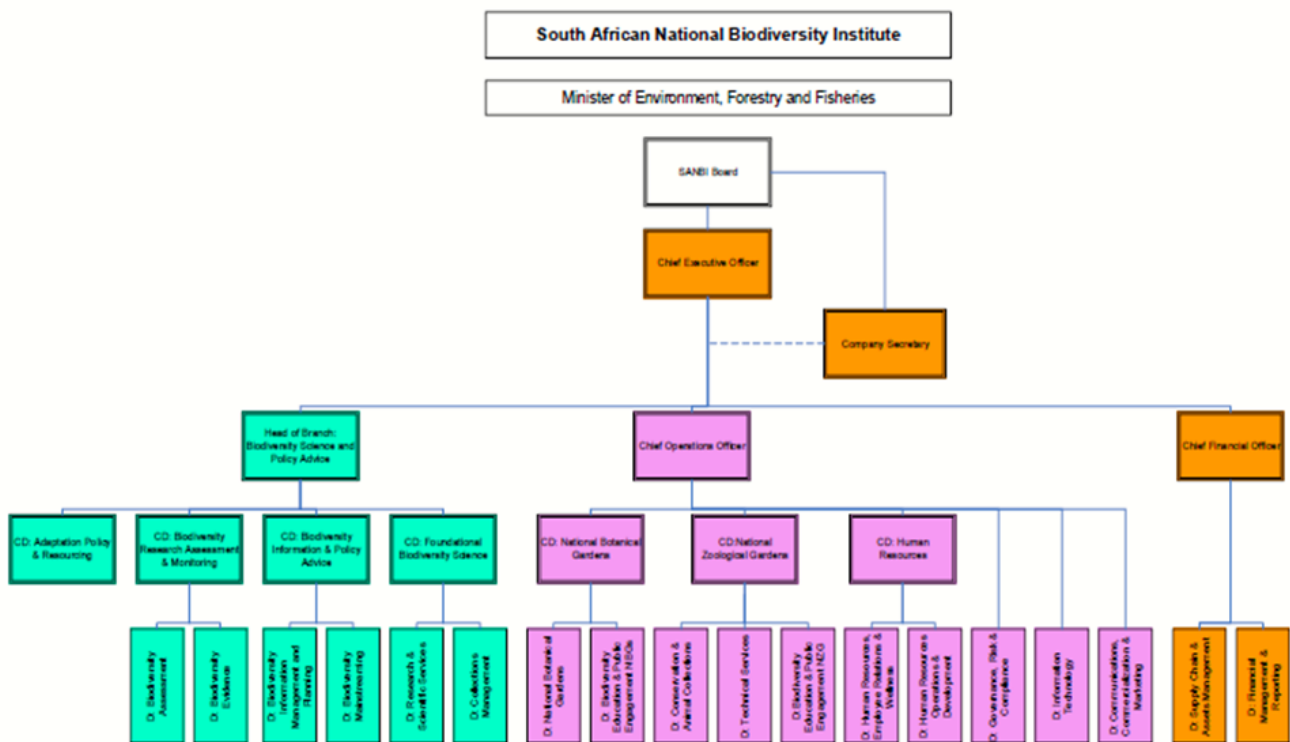 South African National Biodiversity Institute
Minister of Environment, Forestry and Fisheries
SANBI Board
Chief Executive Officer
Company Secretary
Head of Branch:
Biodiversity Science and
Policy Advice
Chief Operations Officer
Chief Financial Officer
CD: Adaptation Policy
& Resourcing
CD: Biodiversity
Research Assessment
& Monitoring
CD: Biodiversity
Information & Policy
Advice
CD: Foundational
Biodiversity Science
CD: National Botanical
Gardens
CD:National
Zoological Gardens
CD: Human
Resources
D: Biodiversity
Assessment
D: Biodiversity
Evidence
D: Biodiversity
Information
Management and
Planning
D: Biodiversity
Mainstreaming
D: Research &
Scientific Services
D: Collections
Management
D: National Botanical
Gardens
D: Biodiversity
Education & Public
Engagement NBGs
D: Conservation &
Animal Collections
D: Technical Services
D:Biodiversity
Education & Public
Engagement NZG
D: Human Resources,
Employee Relations &
Wellness
D: Human Resources
Operations &
Development
D: Governance, Risk &
Compliance
D: Information
Technology
D: Communications,
Commercialization &
Marketing
D: Supply Chain &
Assets Management
D: Financial
Management &
Reporting